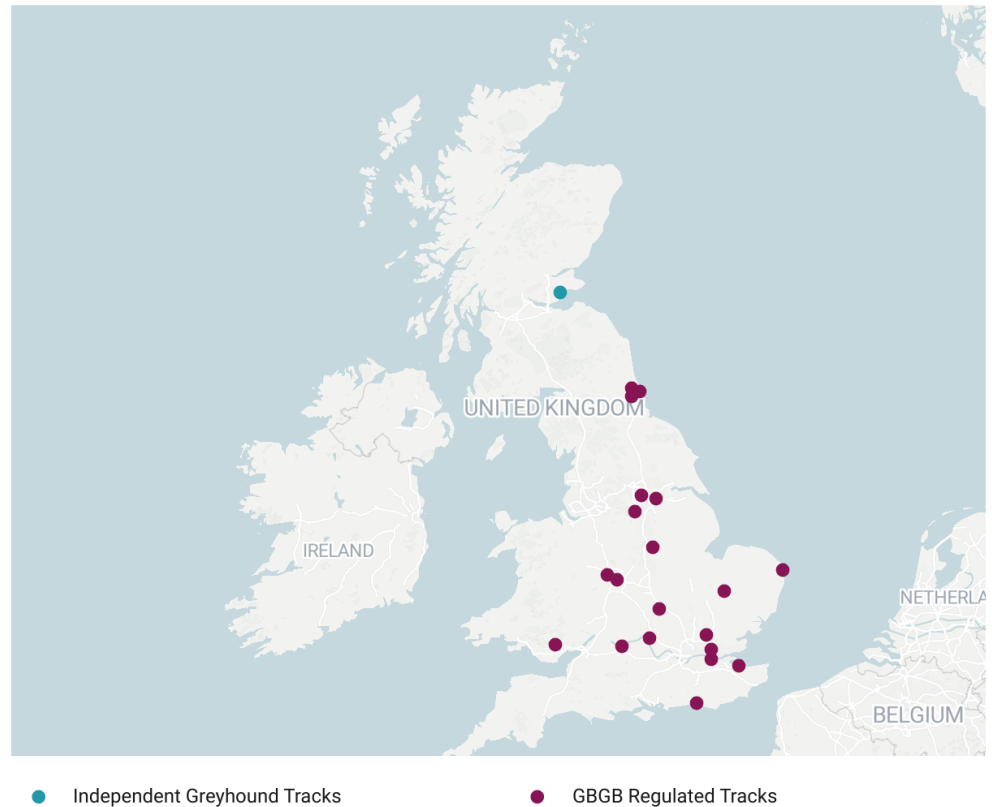 UNITED KINGDOM
IRELAND
NETHERLA
BELGIUM
Independent Greyhound Tracks
GBGB Regulated Tracks